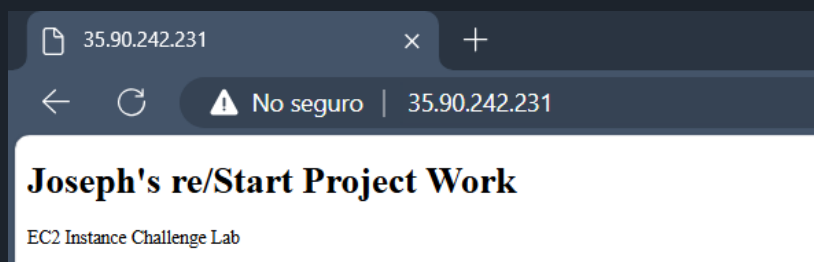 35.90.242.231
No seguro | 35.90.242.231
Joseph's re/Start Project Work
EC2 Instance Challenge Lab